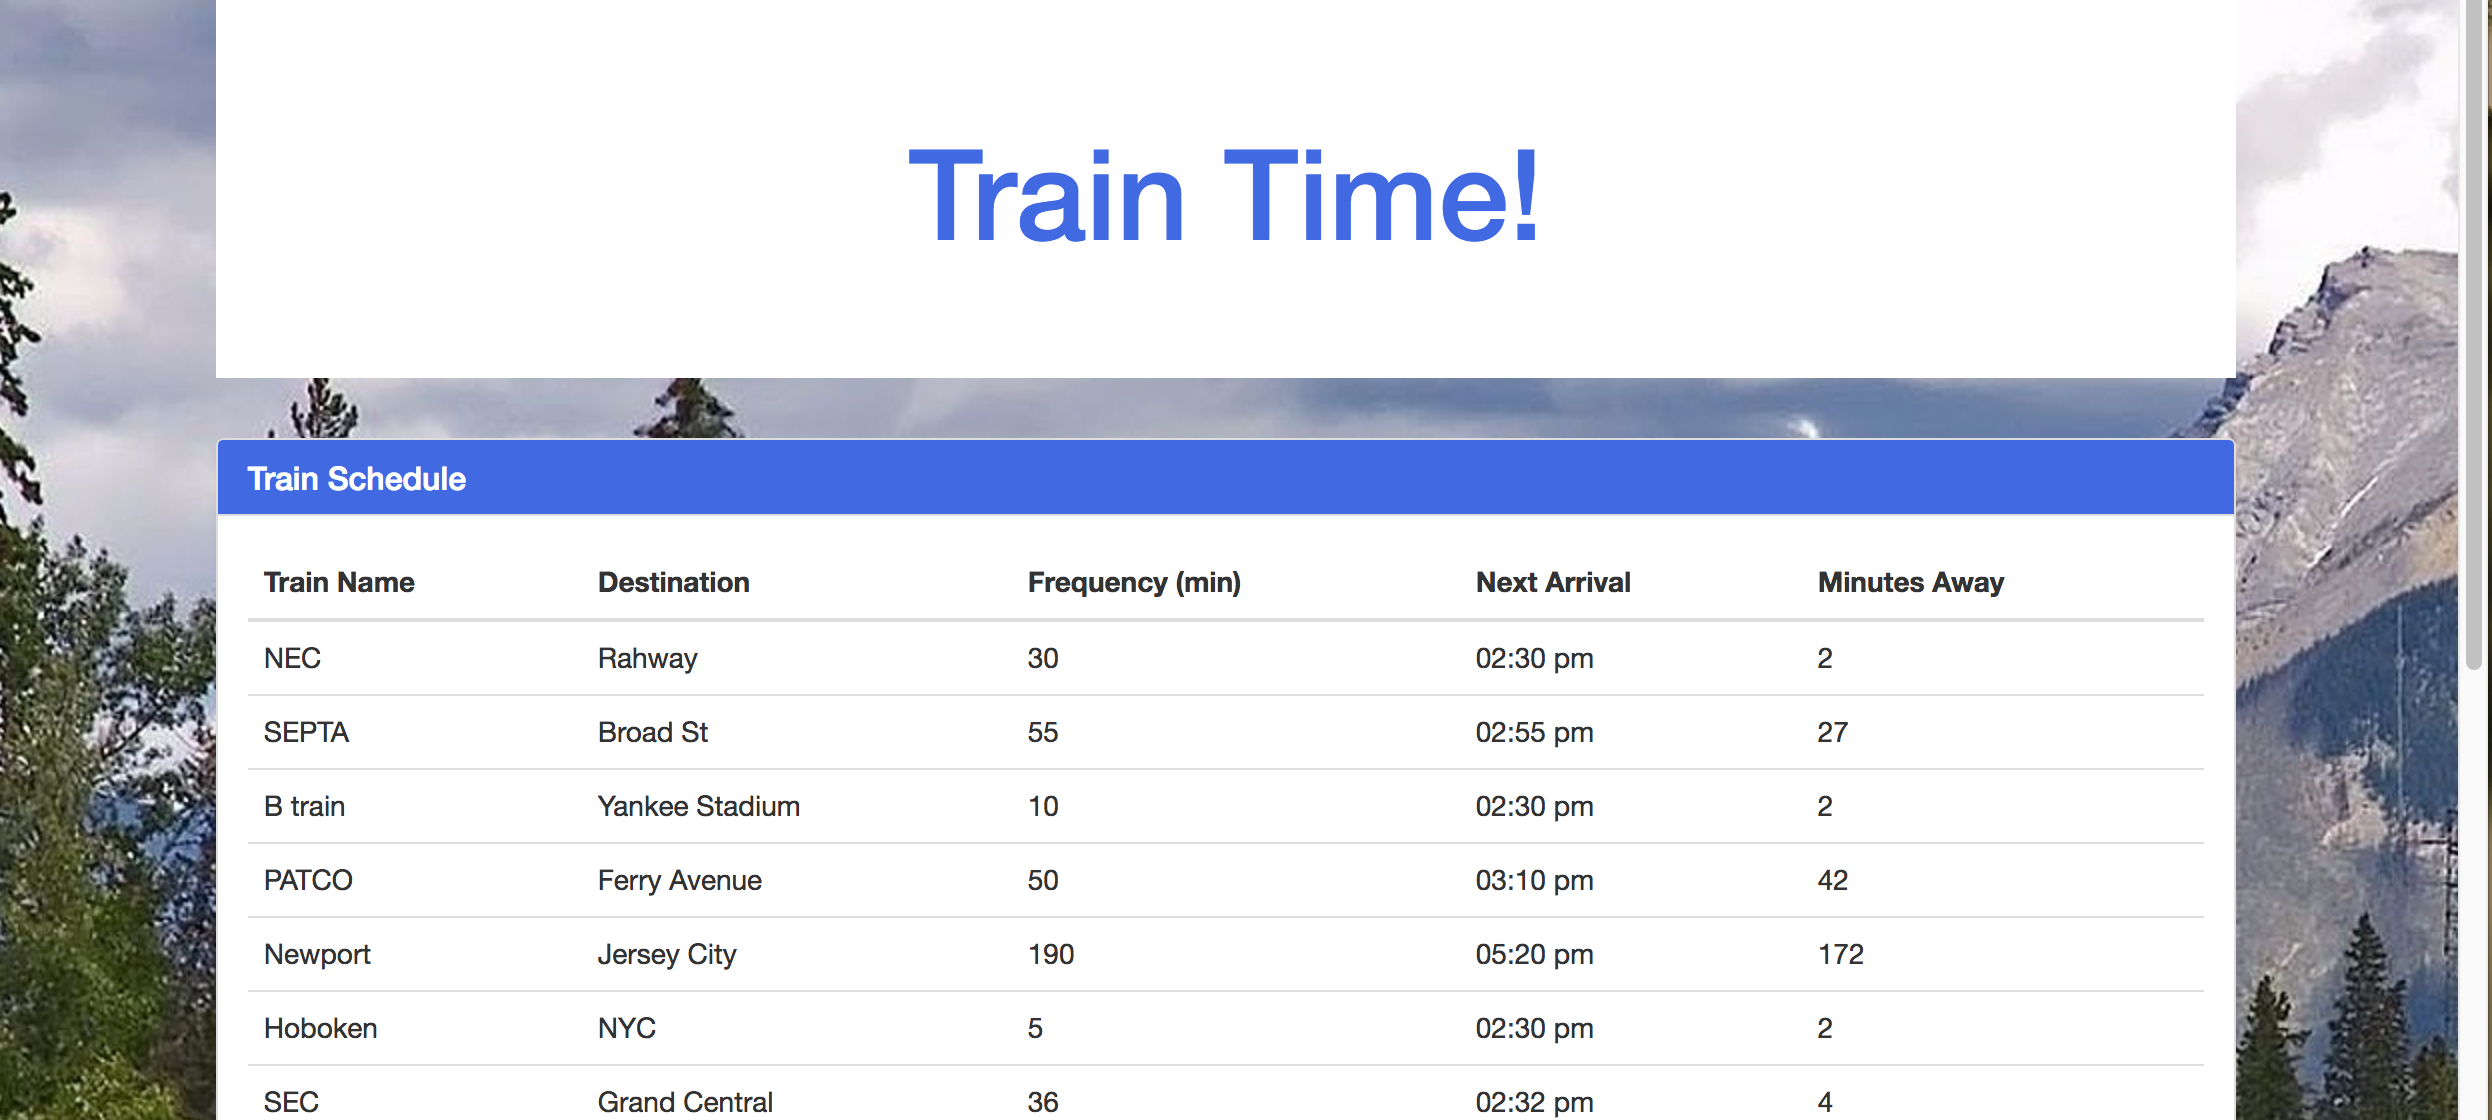 Train Time!
Train Schedule
Train Name Destination Frequency (min) Next Arrival Minutes Away
NEC Rahway 30 02:30 pm 2
SEPTA Broad St 55 02:55 pm 27
B train Yankee Stadium 10 02:30 pm 2
PATCO Ferry Avenue 50 03:10 pm 42
Newport Jersey City 190 05:20 pm 172
Hoboken NYC 5 02:30 pm 2
SEC Grand Central 36 02:32 pm 4